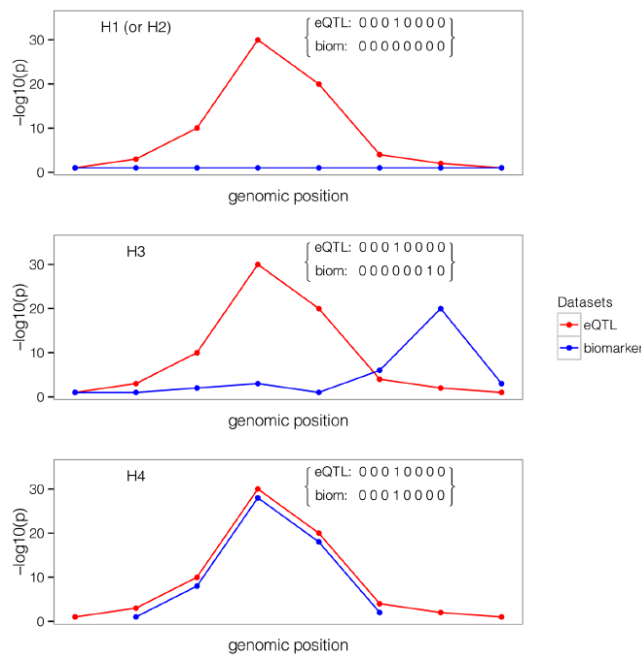 H1 (or H2)
eQTL: 0 0 0 1 0 0 0 0
biom: 0 0 0 0 0 0 0 0
−log10(p)
30
20
10
0
genomic position
H3
eQTL: 0 0 0 1 0 0 0 0
biom: 0 0 0 0 0 0 1 0
−log10(p)
30
20
10
0
genomic position
Datasets
eQTL
biomarker
H4
eQTL: 0 0 0 1 0 0 0 0
biom: 0 0 0 1 0 0 0 0
−log10(p)
30
20
10
0
genomic position